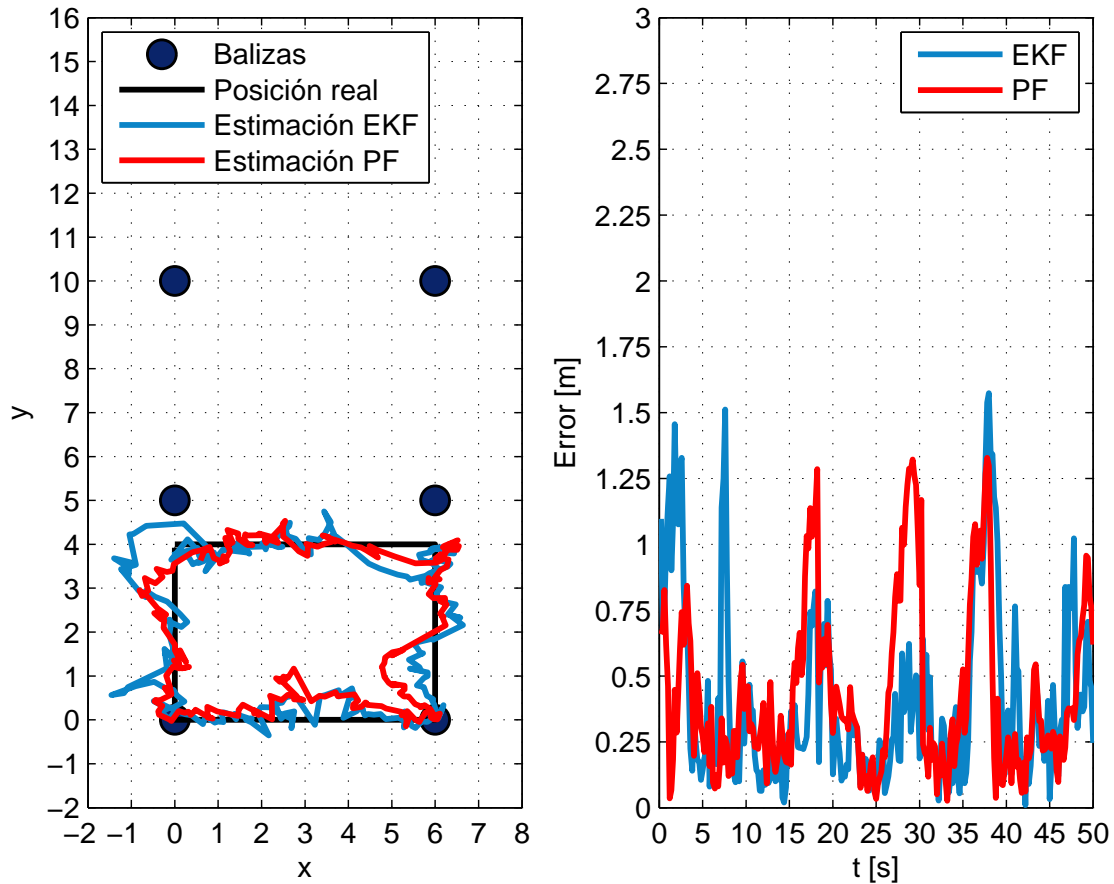 16
15
14
13
12
11
10
9
8
7
6
5
4
3
2
1
0
−1
−2
y
−2 −1 0 1 2 3 4 5 6 7 8
x
Balizas
Posición real
Estimación EKF
Estimación PF
3
2.75
2.5
2.25
2
1.75
1.5
1.25
1
0.75
0.5
0.25
0
Error [m]
0 5 10 15 20 25 30 35 40 45 50
t [s]
EKF
PF